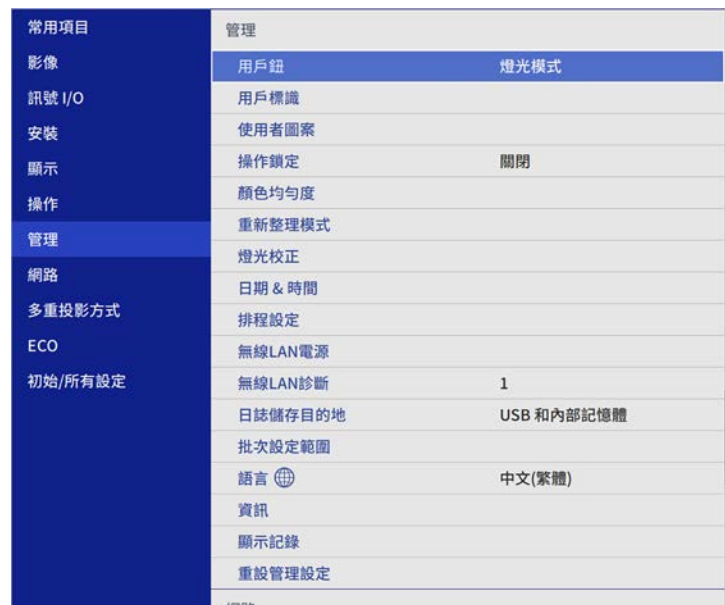 常用項目
影像
訊號 I/O
安裝
顯示
操作
管理
網路
多重投影方式
ECO
初始/所有設定
管理
用戶鈕 燈光模式
用戶標識
使用者圖案
操作鎖定 關閉
顏色均勻度
重新整理模式
燈光校正
日期 & 時間
排程設定
無線LAN電源
無線LAN診斷 1
日誌儲存目的地 USB 和內部記憶體
批次設定範圍
語言 中文(繁體)
資訊
顯示記錄
重設管理設定